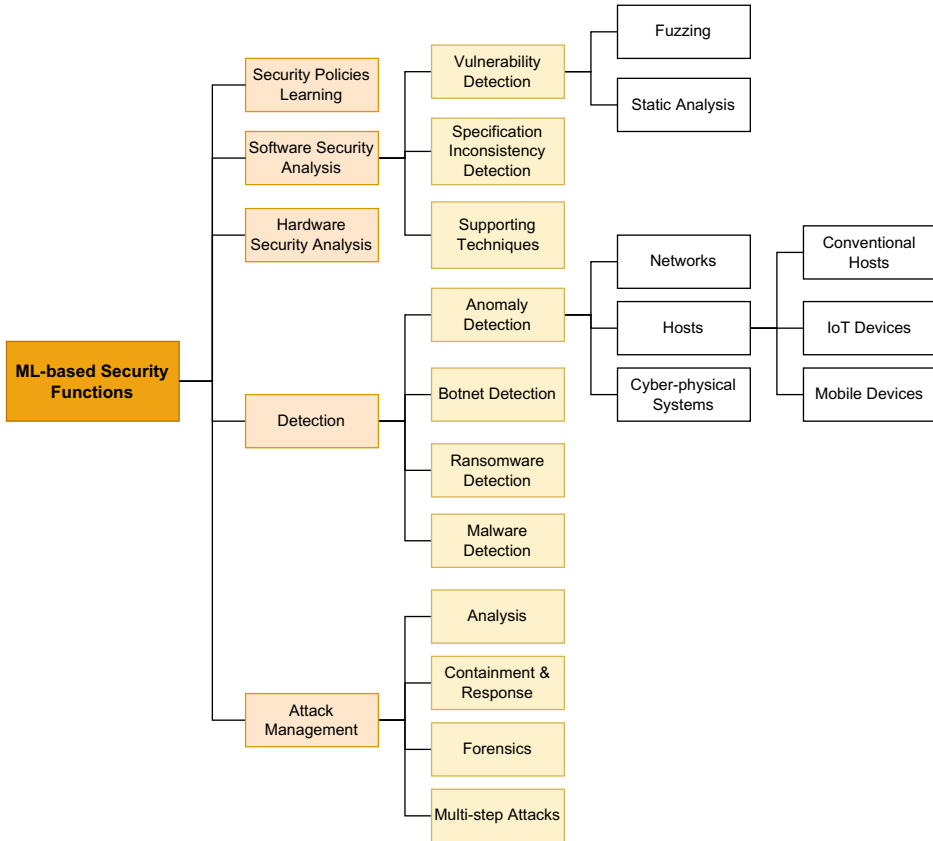 ML-based Security
Functions
Security Policies
Learning
Software Security
Analysis
Hardware
Security Analysis
Detection
Attack
Management
Vulnerability
Detection
Specification
Inconsistency
Detection
Supporting
Techniques
Anomaly
Detection
Botnet Detection
Ransomware
Detection
Malware
Detection
Analysis
Containment &
Response
Forensics
Multi-step Attacks
Fuzzing
Static Analysis
Networks
Hosts
Cyber-physical
Systems
Conventional
Hosts
IoT Devices
Mobile Devices